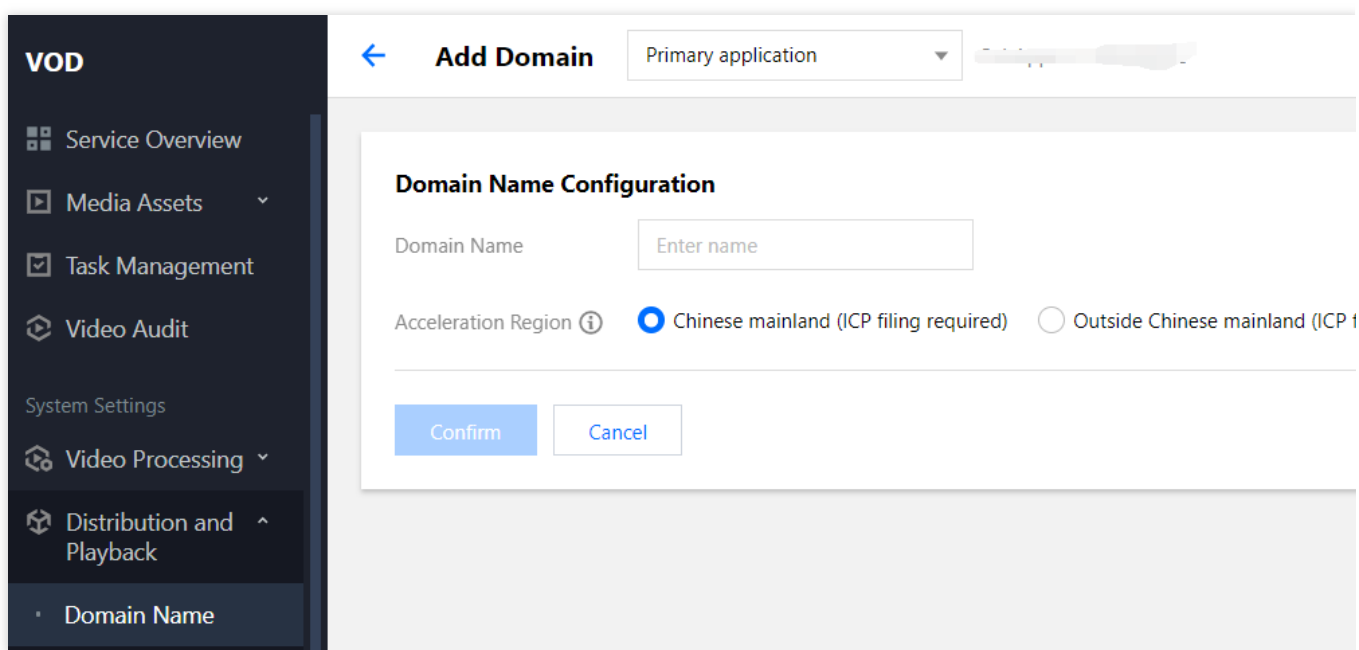 VOD
Service Overview
Media Assets
Task Management
Video Audit
System Settings
Video Processing
Distribution and
Playback
Domain Name
Add Domain
Primary application
Domain Name Configuration
Domain Name
Enter name
Acceleration Region
Chinese mainland (ICP filing required)
Outside Chinese mainland (ICP
Confirm
Cancel